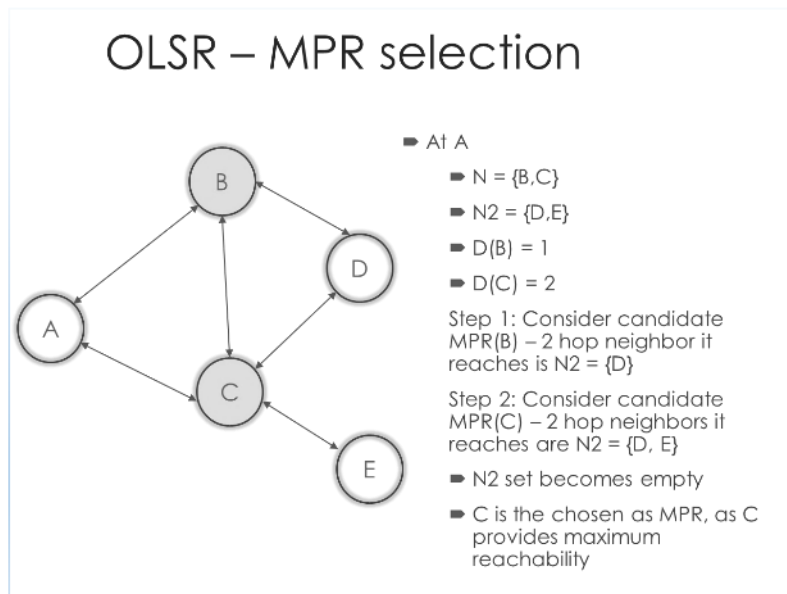 OLSR – MPR selection
At A
N = {B,C}
N2 = {D,E}
D(B) = 1
D(C) = 2
Step 1: Consider candidate
MPR(B) – 2 hop neighbor it
reaches is N2 = {D}
Step 2: Consider candidate
MPR(C) – 2 hop neighbors it
reaches are N2 = {D, E}
N2 set becomes empty
C is the chosen as MPR, as C
provides maximum
reachability
B
D
A
C
E